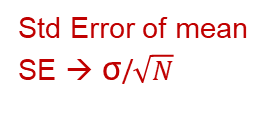 Std Error of mean
SE → σ/√N